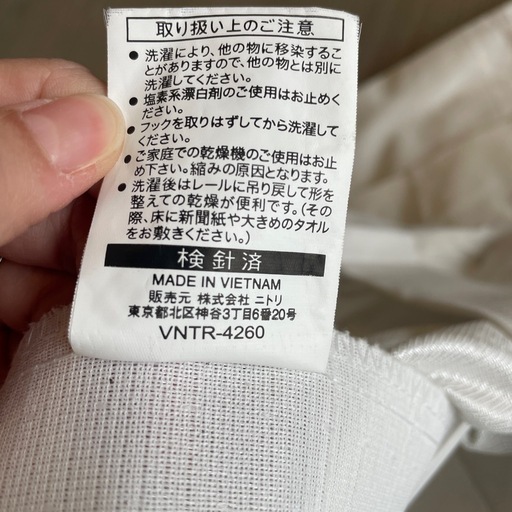 取り扱い上のご注意
●洗濯により、他の物に移染するこ
とがありますので、他の物とは別に
洗濯してください。
●塩素系漂白剤のご使用はお止めく
ださい。
●フックを取りはずしてから洗濯して
ください。
●ご家庭での乾燥機のご使用はお止
め下さい。縮みの原因となります。
●洗濯後はレールに吊り戻して形を
整えての乾燥が便利です。(その
際、床に新聞紙や大きめのタオル
をお敷きください。)
検針済
MADE IN VIETNAM
販売元 株式会社 ニトリ
東京都北区神谷3丁目6番20号
VNTR-4260